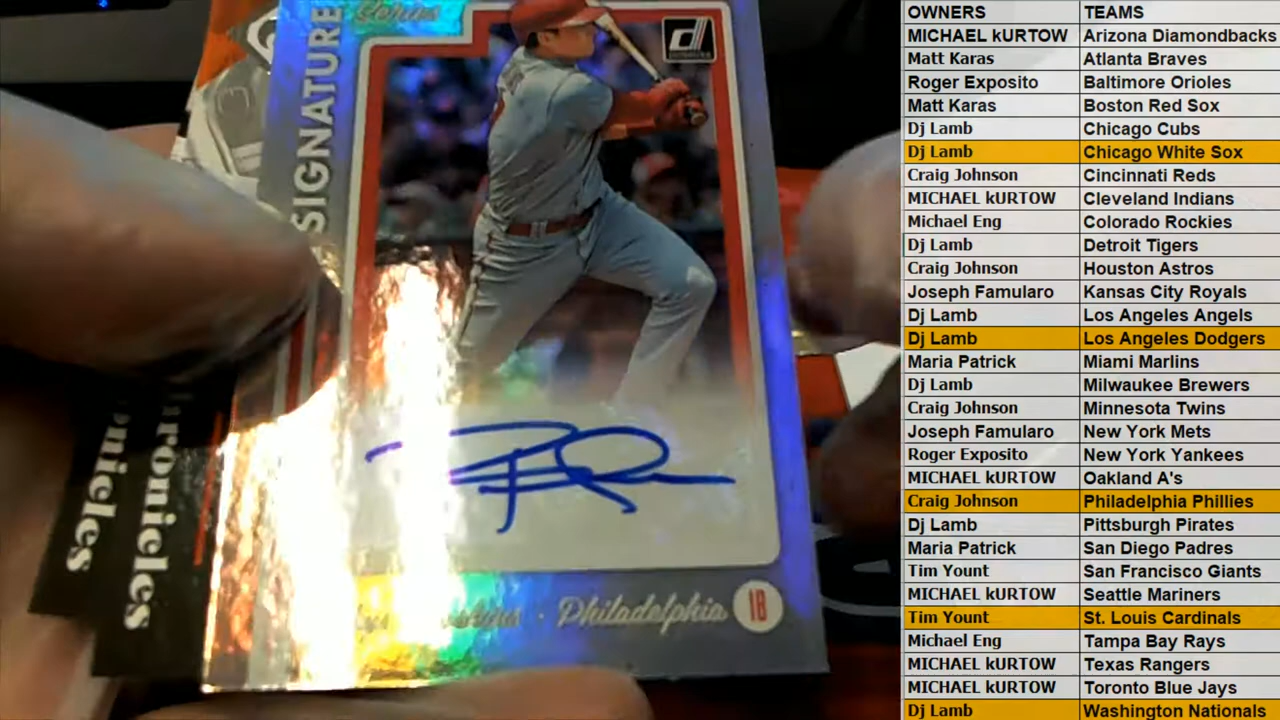 SIGNATURE
Series
Philadelphia
1B
Chronicles
OWNERS TEAMS
MICHAEL kURTOW Arizona Diamondbacks
Matt Karas Atlanta Braves
Roger Exposito Baltimore Orioles
Matt Karas Boston Red Sox
Dj Lamb Chicago Cubs
Dj Lamb Chicago White Sox
Craig Johnson Cincinnati Reds
MICHAEL kURTOW Cleveland Indians
Michael Eng Colorado Rockies
Dj Lamb Detroit Tigers
Craig Johnson Houston Astros
Joseph Famularo Kansas City Royals
Dj Lamb Los Angeles Angels
Dj Lamb Los Angeles Dodgers
Maria Patrick Miami Marlins
Dj Lamb Milwaukee Brewers
Craig Johnson Minnesota Twins
Joseph Famularo New York Mets
Roger Exposito New York Yankees
MICHAEL kURTOW Oakland A's
Craig Johnson Philadelphia Phillies
Dj Lamb Pittsburgh Pirates
Maria Patrick San Diego Padres
Tim Yount San Francisco Giants
MICHAEL kURTOW Seattle Mariners
Tim Yount St. Louis Cardinals
Michael Eng Tampa Bay Rays
MICHAEL kURTOW Texas Rangers
MICHAEL kURTOW Toronto Blue Jays
Dj Lamb Washington Nationals